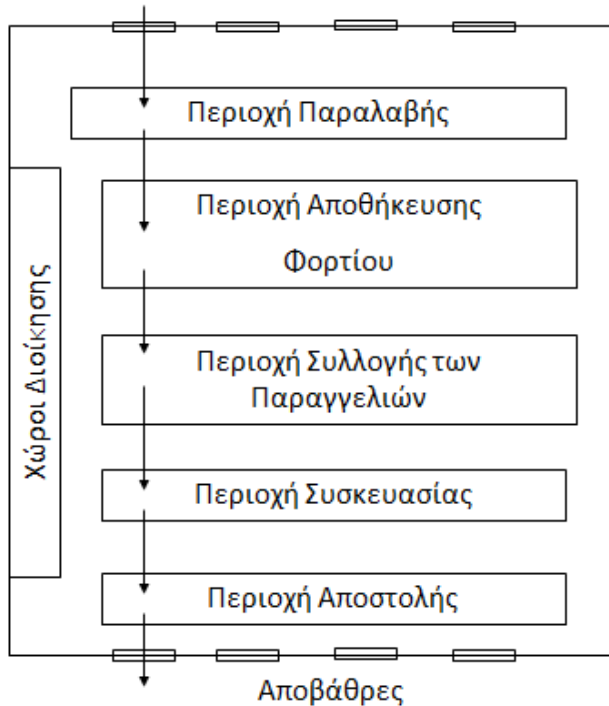 Περιοχή Παραλαβής
Περιοχή Αποθήκευσης
Φορτίου
Χώροι Διοίκησης
Περιοχή Συλλογής των
Παραγγελιών
Περιοχή Συσκευασίας
Περιοχή Αποστολής
Αποβάθρες